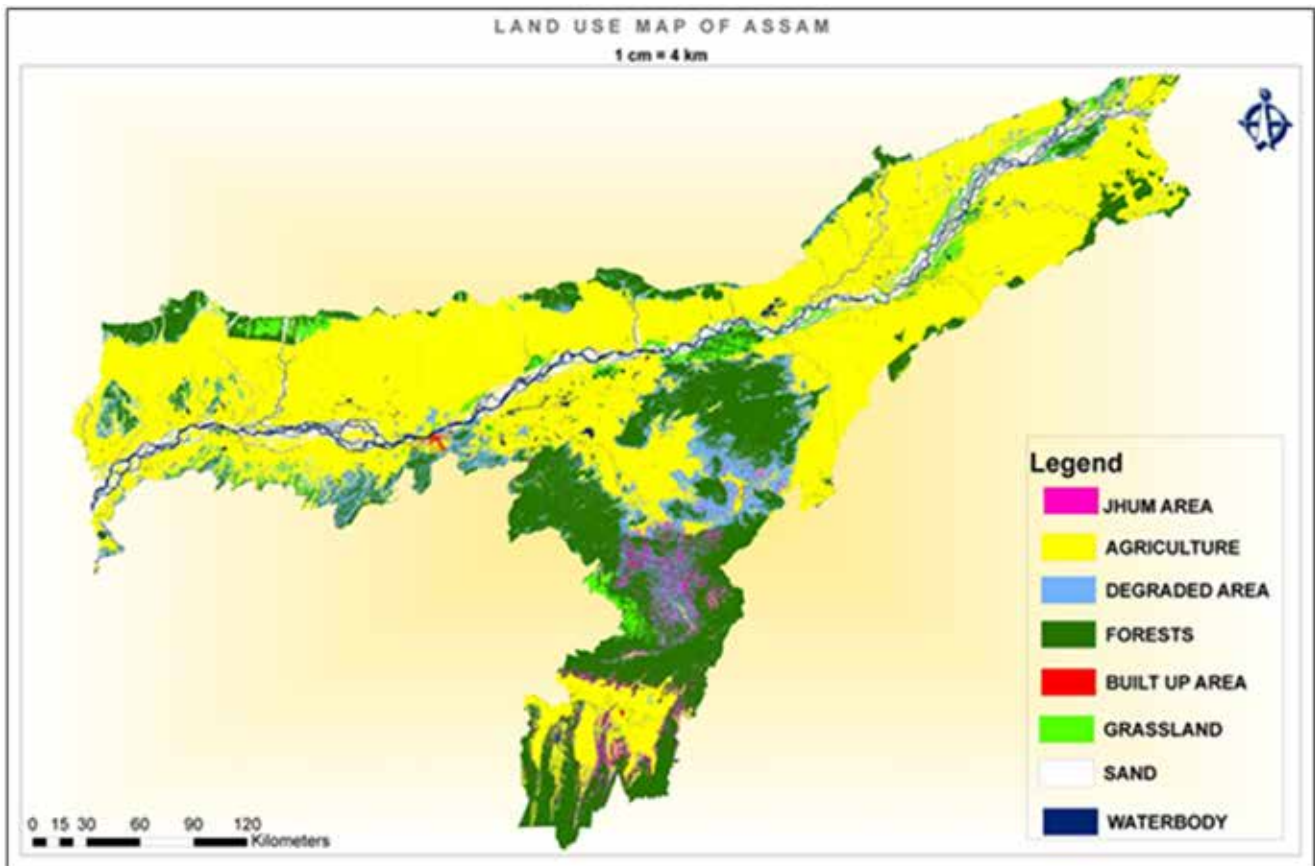 LAND USE MAP OF ASSAM
1 cm = 4 km
Legend
JHUM AREA
AGRICULTURE
DEGRADED AREA
FORESTS
BUILT UP AREA
GRASSLAND
SAND
WATERBODY
0 15 30 60 90 120
Kilometers